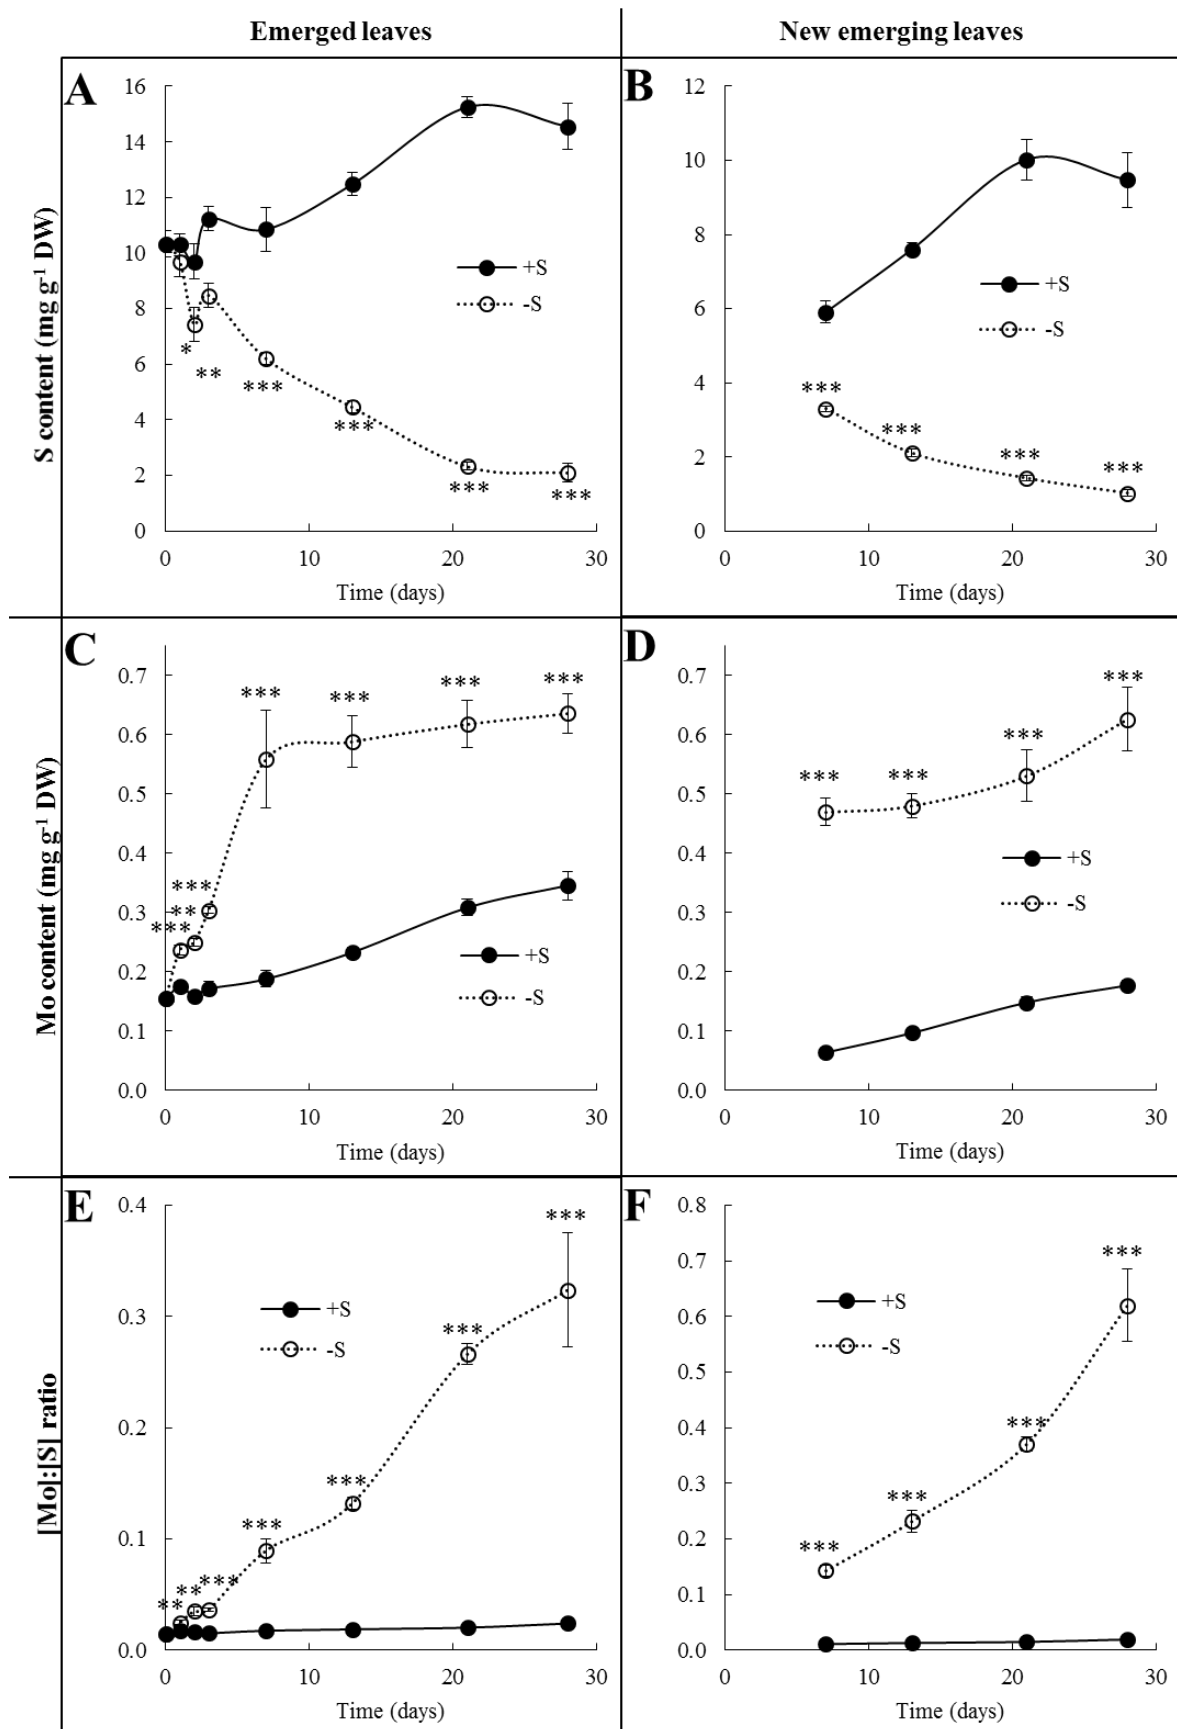 Emerged leaves
New emerging leaves
S content (mg g⁻¹ DW)
A
16
14
12
10
8
6
4
2
0
+S
-S
*
**
***
***
***
***
0 10 20 30
Time (days)
B
12
10
8
6
4
2
0
+S
-S
***
***
***
***
0 10 20 30
Time (days)
Mo content (mg g⁻¹ DW)
C
0.7
0.6
0.5
0.4
0.3
0.2
0.1
0.0
***
**
***
***
***
***
***
+S
-S
0 10 20 30
Time (days)
D
0.7
0.6
0.5
0.4
0.3
0.2
0.1
0.0
***
***
***
***
+S
-S
0 10 20 30
Time (days)
[Mo]:[S] ratio
E
0.4
0.3
0.2
0.1
0.0
+S
-S
**
**
***
***
***
***
***
0 10 20 30
Time (days)
F
0.8
0.7
0.6
0.5
0.4
0.3
0.2
0.1
0.0
+S
-S
***
***
***
***
0 10 20 30
Time (days)